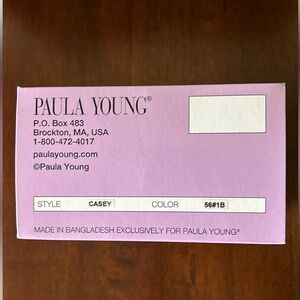 PAULA YOUNG®
P.O. Box 483
Brockton, MA, USA
1-800-472-4017
paulayoung.com
©Paula Young
STYLE CASEY COLOR 56#1B
MADE IN BANGLADESH EXCLUSIVELY FOR PAULA YOUNG®